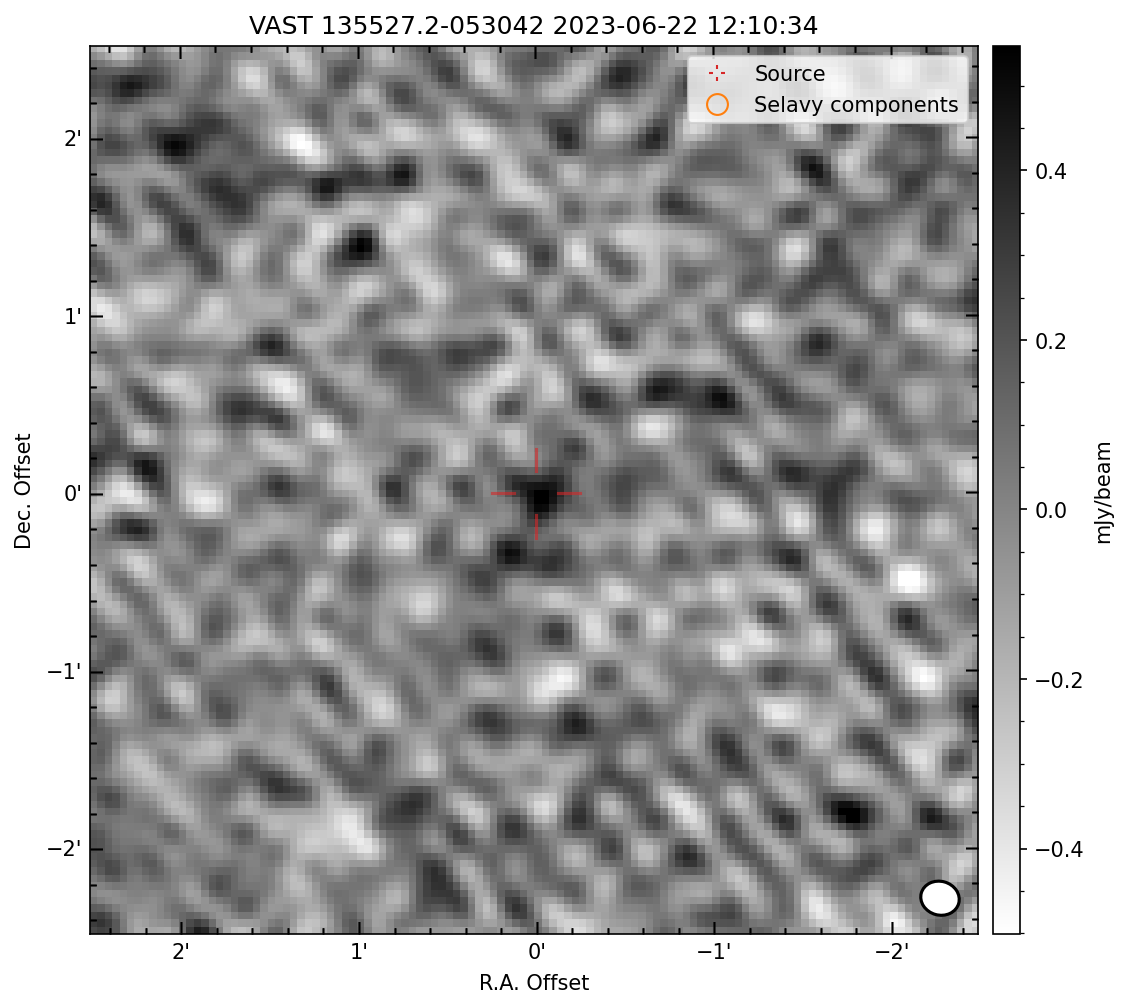 VAST 135527.2-053042 2023-06-22 12:10:34
Source
Selavy components
2'
1'
0'
−1'
−2'
Dec. Offset
2'
1'
0'
−1'
−2'
R.A. Offset
0.4
0.2
0.0
−0.2
−0.4
mJy/beam